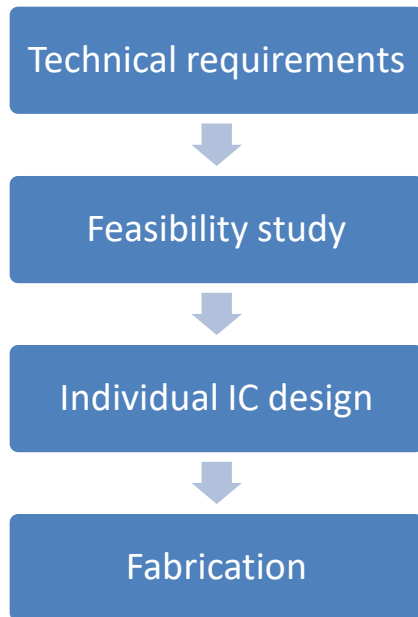 Technical requirements
Feasibility study
Individual IC design
Fabrication